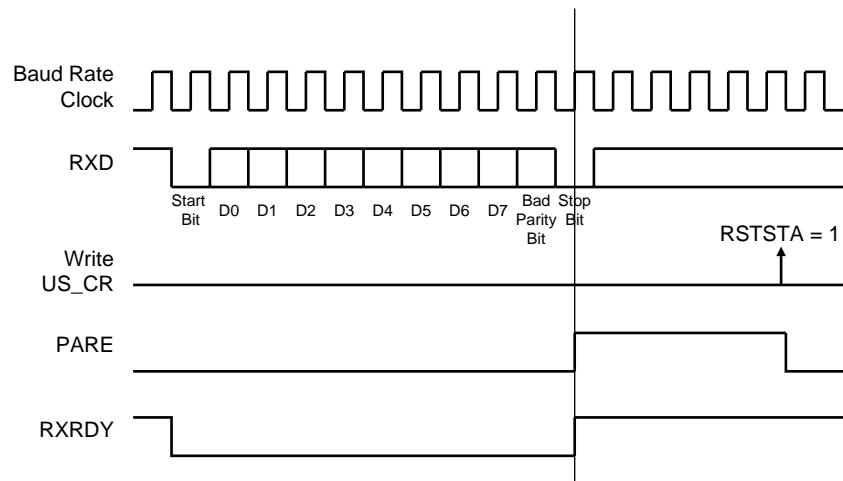 Baud Rate
Clock
RXD
Start
Bit
D0 D1 D2 D3 D4 D5 D6 D7
Bad
Parity
Bit
Stop
Bit
RSTSTA = 1
Write
US_CR
PARE
RXRDY